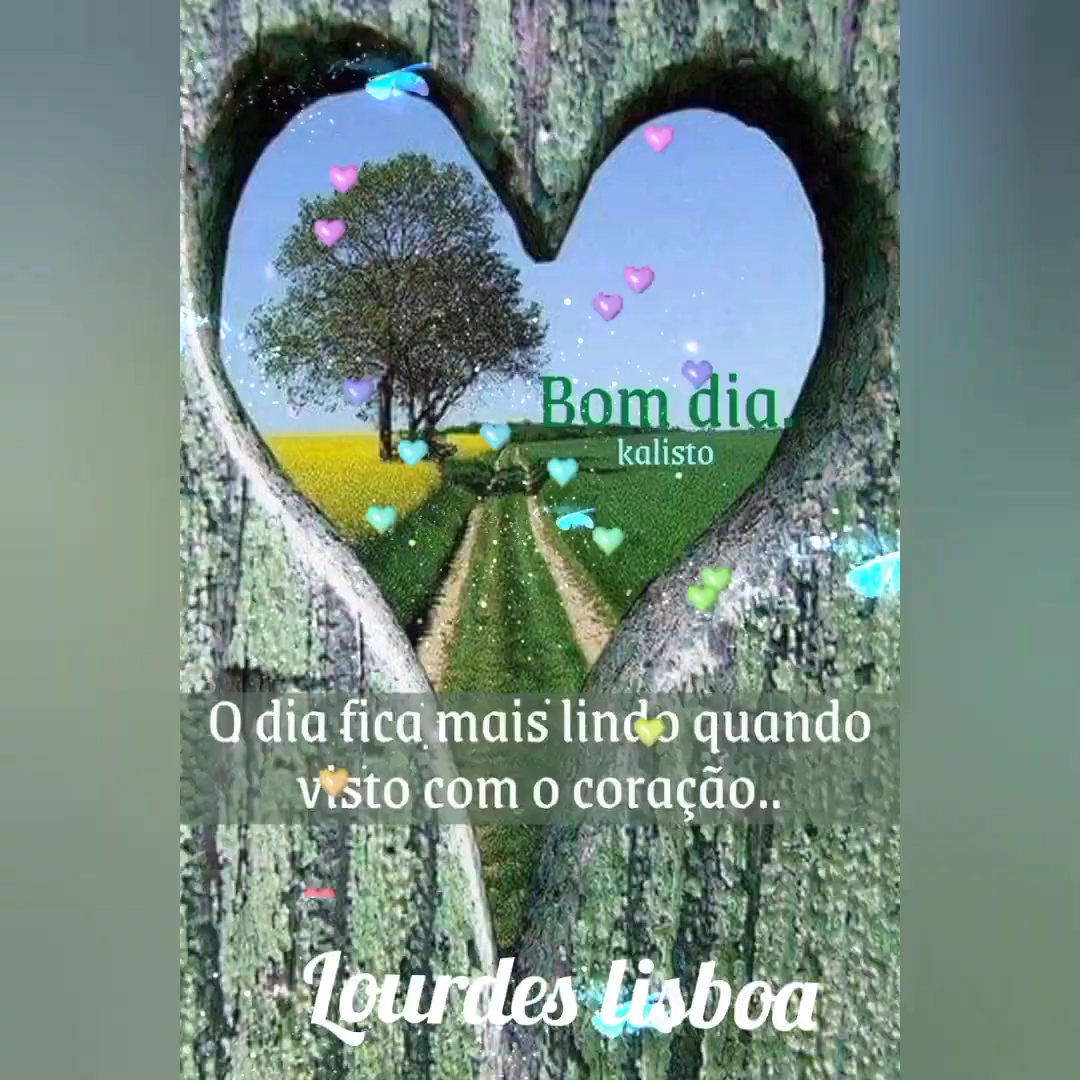 Bom dia.
kalisto
O dia fica mais lindo quando
visto com o coração..
Lourdes lisboa